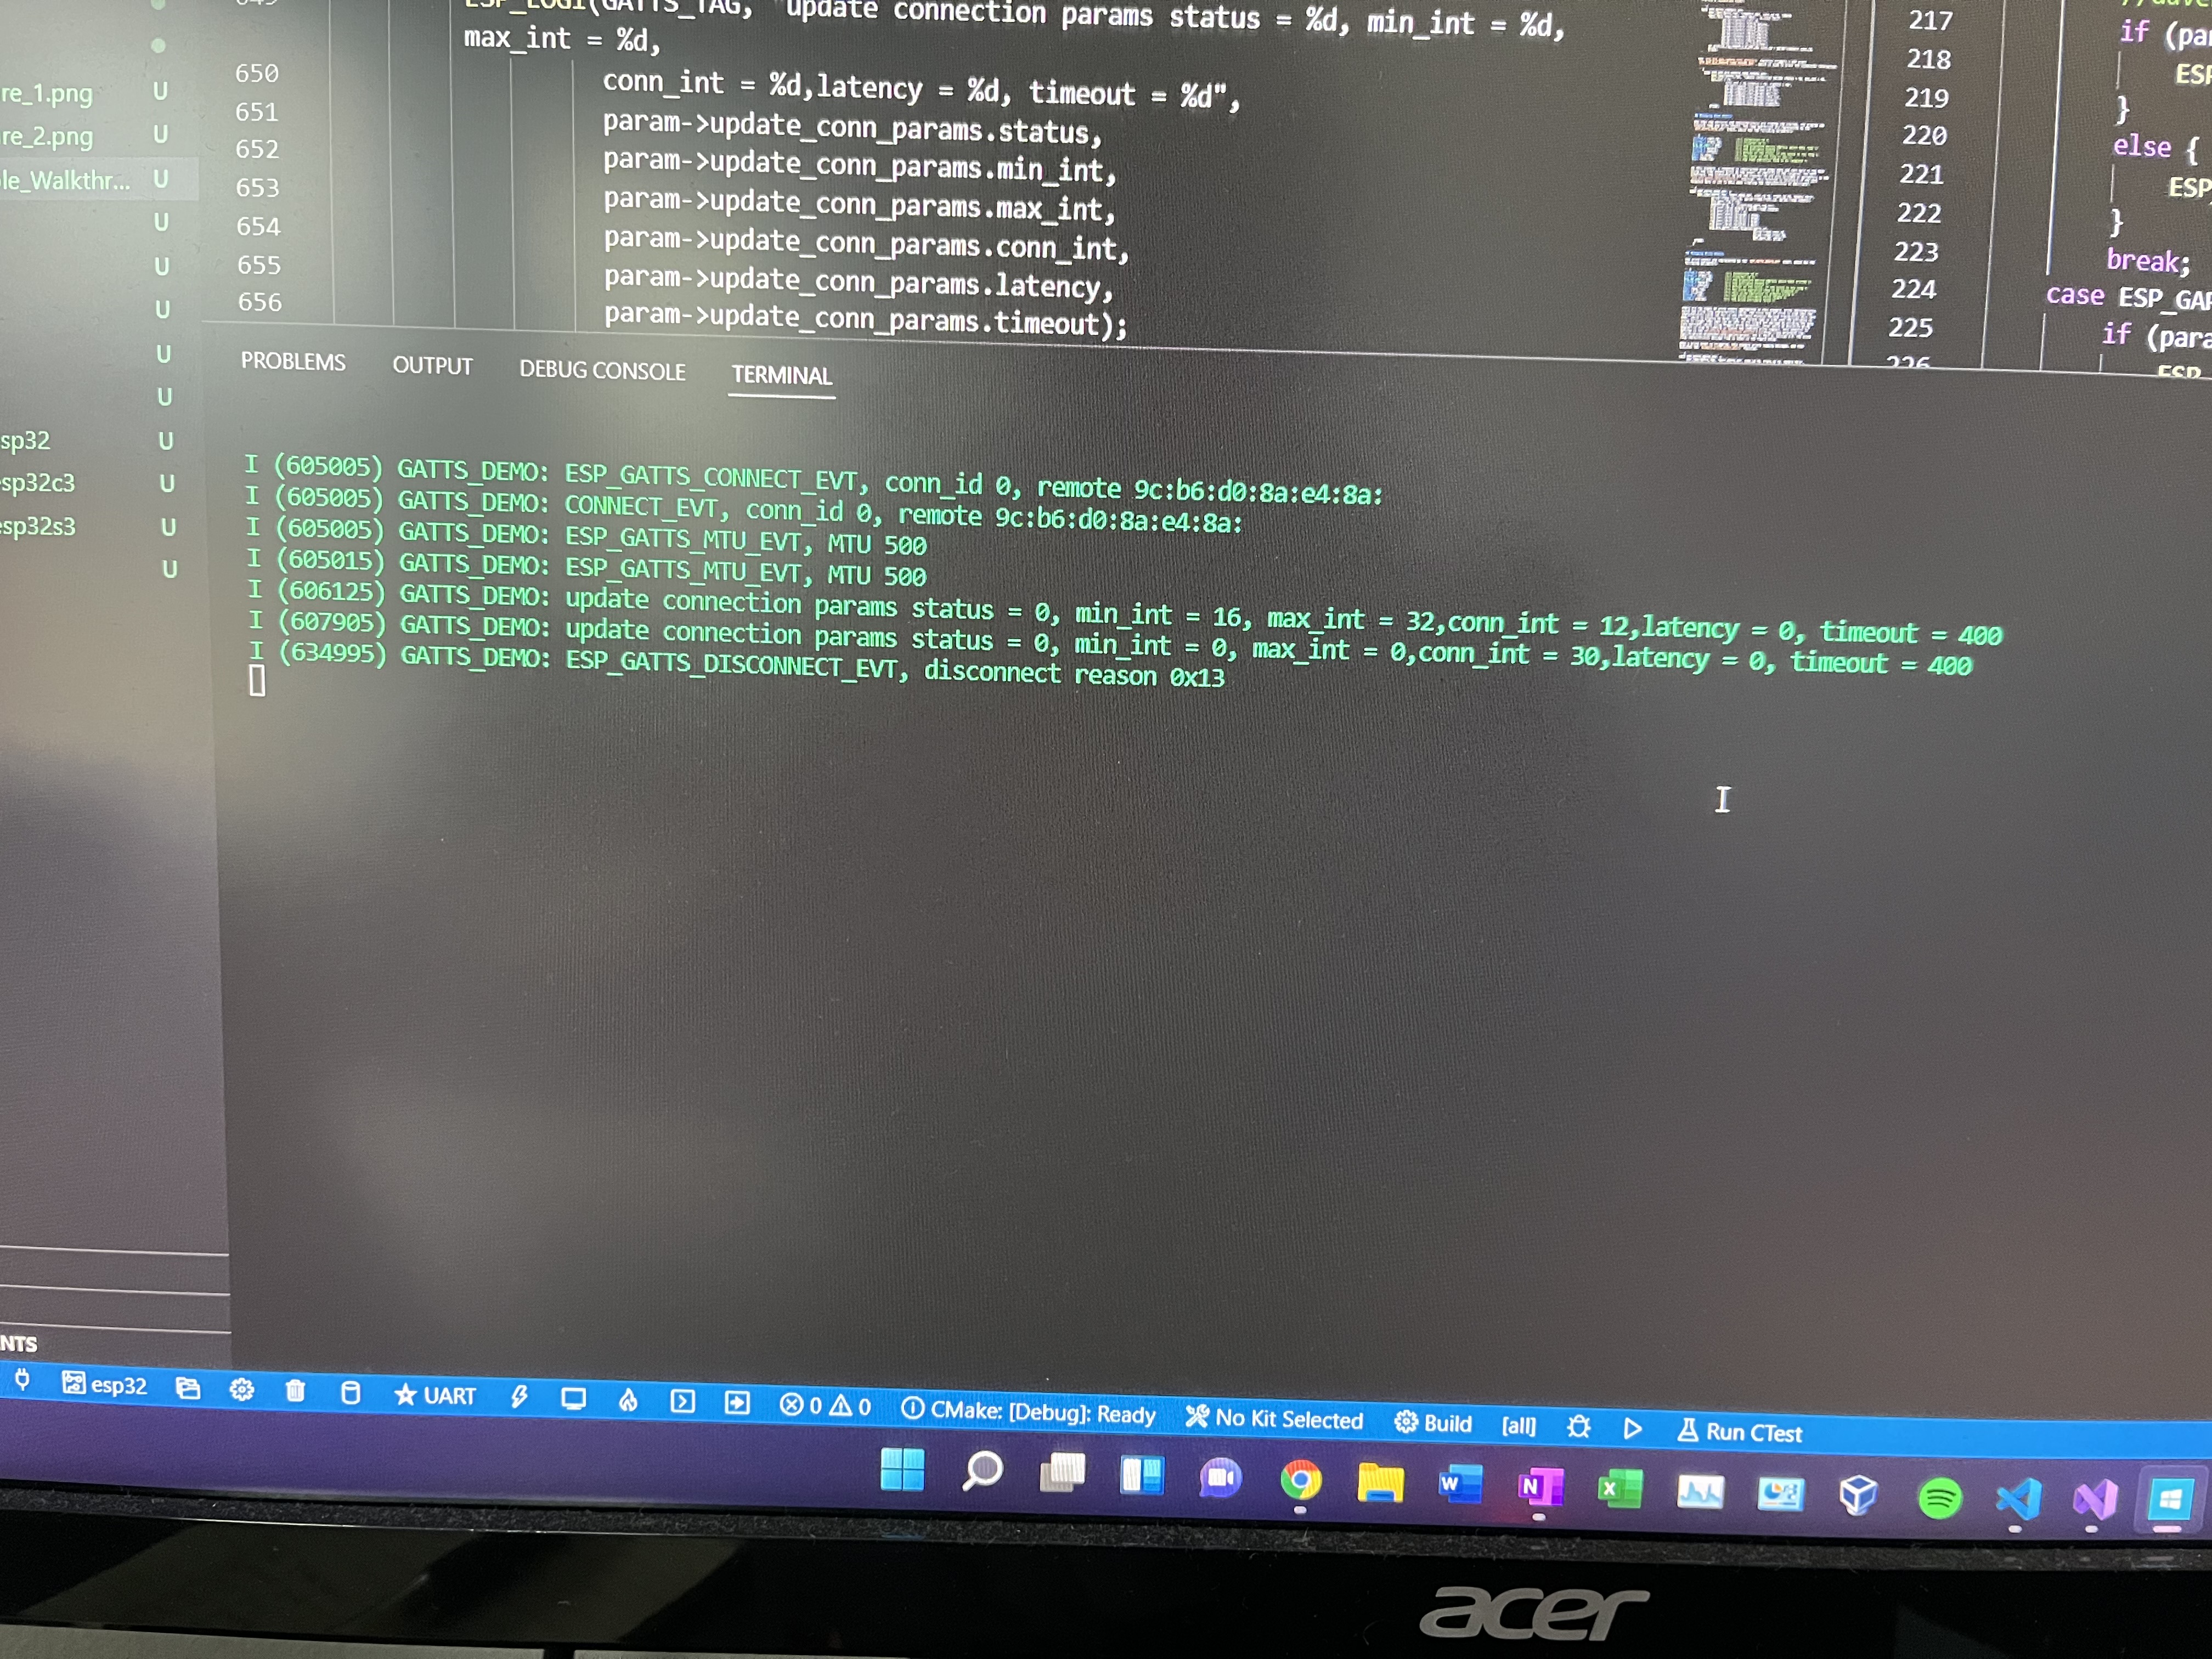 ESP_LOGI(GATTS_TAG, "update connection params status = %d, min_int = %d,
max_int = %d,
650 conn_int = %d,latency = %d, timeout = %d",
651 param->update_conn_params.status,
652 param->update_conn_params.min_int,
653 param->update_conn_params.max_int,
654 param->update_conn_params.conn_int,
655 param->update_conn_params.latency,
656 param->update_conn_params.timeout);
217 if (par
218 ESP
219 }
220 else {
221 ESP
222 }
223 break;
224 case ESP_GAP
225 if (para
226 ESP
re_1.png U
re_2.png U
le_Walkthr... U
U
U
U
U
U
sp32 U
sp32c3 U
esp32s3 U
U
PROBLEMS OUTPUT DEBUG CONSOLE TERMINAL
I (605005) GATTS_DEMO: ESP_GATTS_CONNECT_EVT, conn_id 0, remote 9c:b6:d0:8a:e4:8a:
I (605005) GATTS_DEMO: CONNECT_EVT, conn_id 0, remote 9c:b6:d0:8a:e4:8a:
I (605005) GATTS_DEMO: ESP_GATTS_MTU_EVT, MTU 500
I (605015) GATTS_DEMO: ESP_GATTS_MTU_EVT, MTU 500
I (606125) GATTS_DEMO: update connection params status = 0, min_int = 16, max_int = 32,conn_int = 12,latency = 0, timeout = 400
I (607905) GATTS_DEMO: update connection params status = 0, min_int = 0, max_int = 0,conn_int = 30,latency = 0, timeout = 400
I (634995) GATTS_DEMO: ESP_GATTS_DISCONNECT_EVT, disconnect reason 0x13
NTS
esp32 UART 0 0 CMake: [Debug]: Ready No Kit Selected Build [all] Run CTest
acer